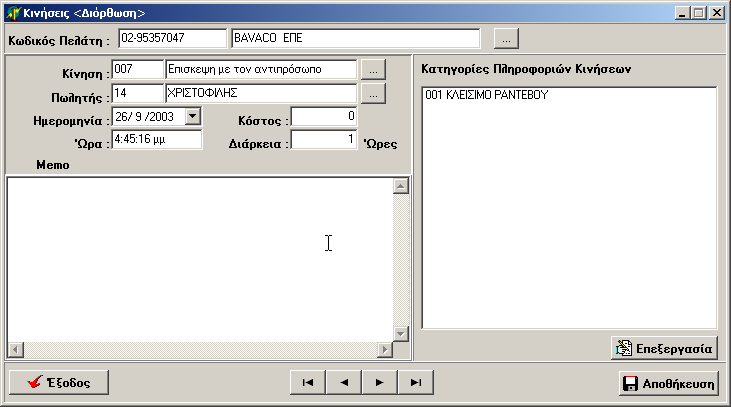 Κινήσεις <Διόρθωση>
Κωδικός Πελάτη : 02-95357047 BAVACO ΕΠΕ ...
Κίνηση : 007 Επισκεψη με τον αντιπρόσωπο ...
Πωλητής : 14 ΧΡΙΣΤΟΦΙΛΗΣ ...
Ημερομηνία : 26/ 9 /2003 Κόστος : 0
Ώρα : 4:45:16 μμ Διάρκεια : 1 Ώρες
Memo
Κατηγορίες Πληροφοριών Κινήσεων
001 ΚΛΕΙΣΙΜΟ ΡΑΝΤΕΒΟΥ
Επεξεργασία
Έξοδος
Αποθήκευση